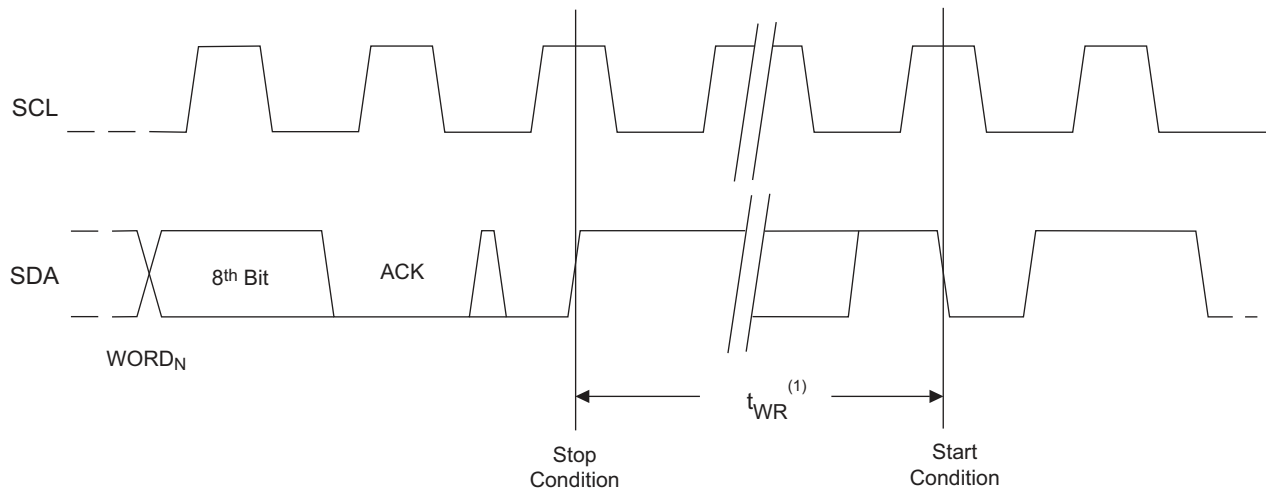 SCL
SDA
8th Bit
ACK
WORDN
tWR(1)
Stop
Condition
Start
Condition